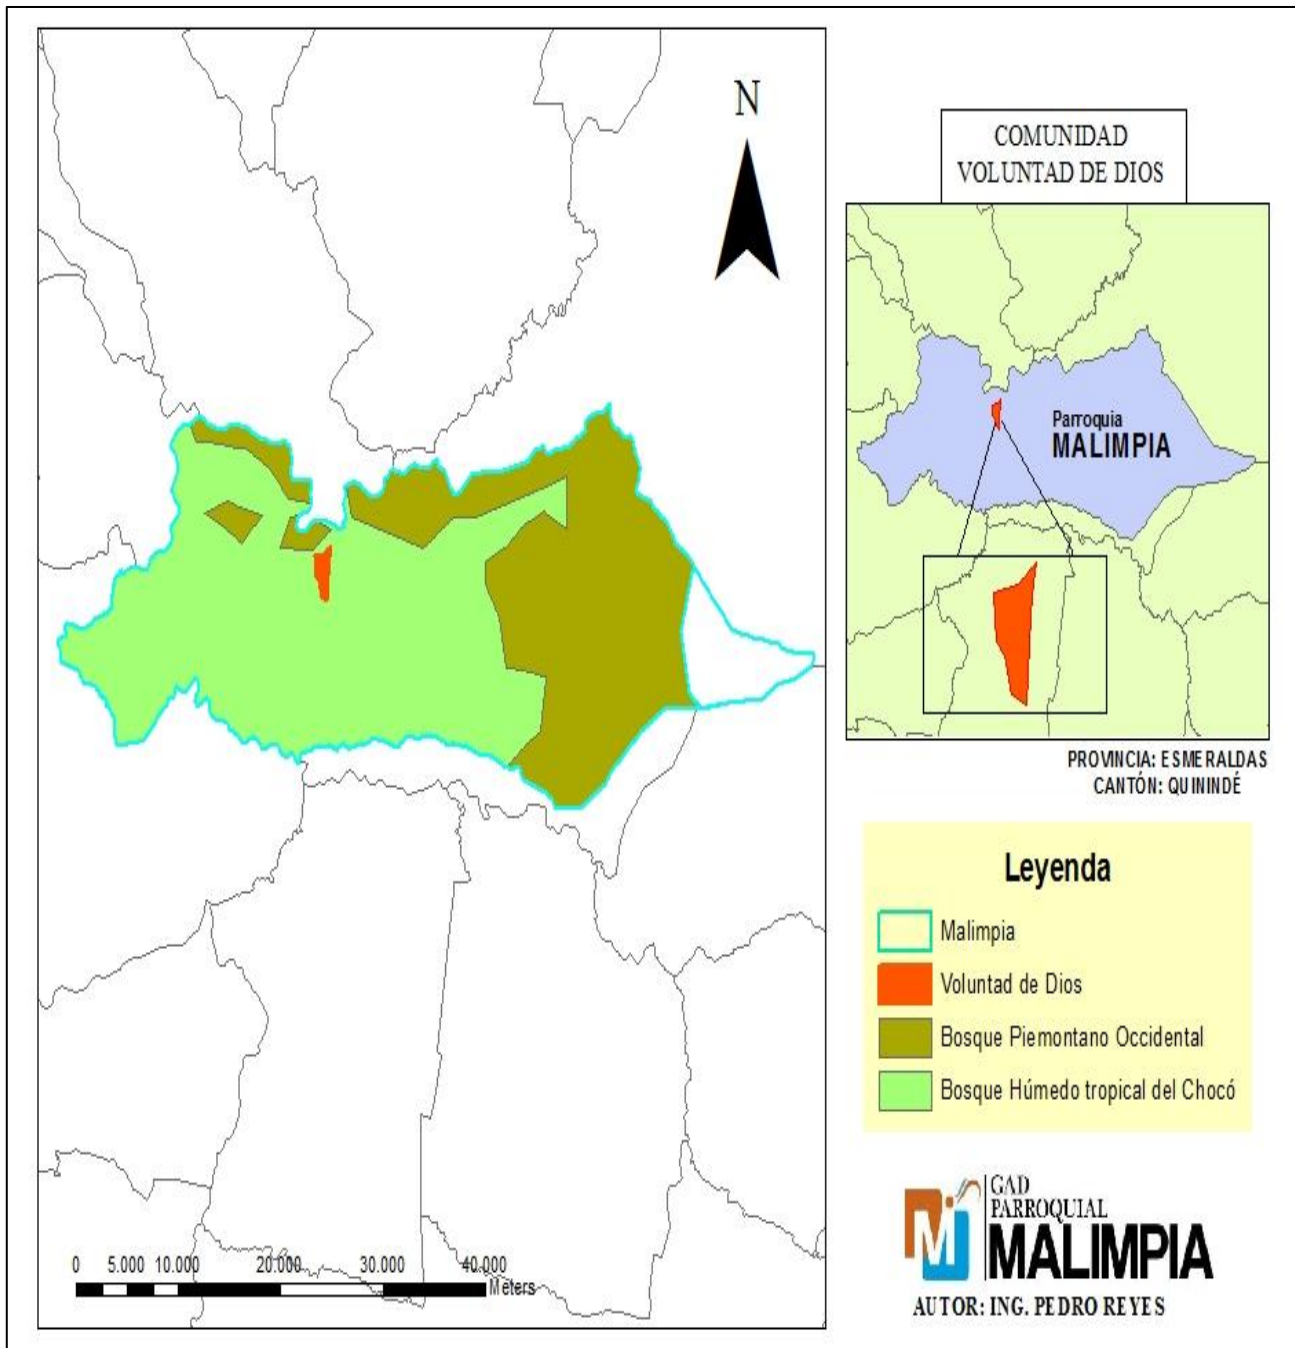 N
COMUNIDAD
VOLUNTAD DE DIOS
Parroquia
MALIMPIA
PROVINCIA: ESMERALDAS
CANTÓN: QUININDÉ
Leyenda
Malimpia
Voluntad de Dios
Bosque Piemontano Occidental
Bosque Húmedo tropical del Chocó
0 5.000 10.000 20.000 30.000 40.000
Meters
GAD
PARROQUIAL
MALIMPIA
AUTOR: ING. PEDRO REYES